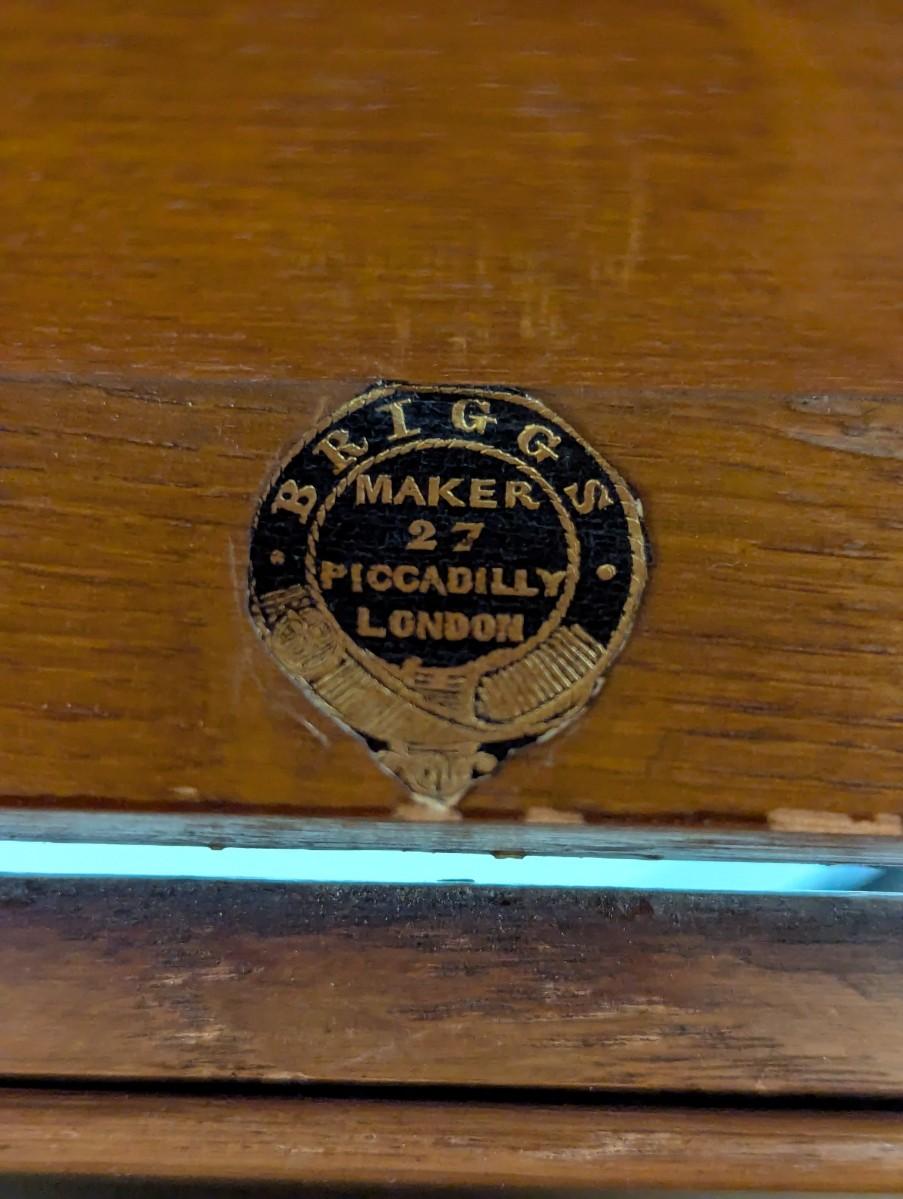 BRIGGS
MAKER
27
PICCADILLY
LONDON